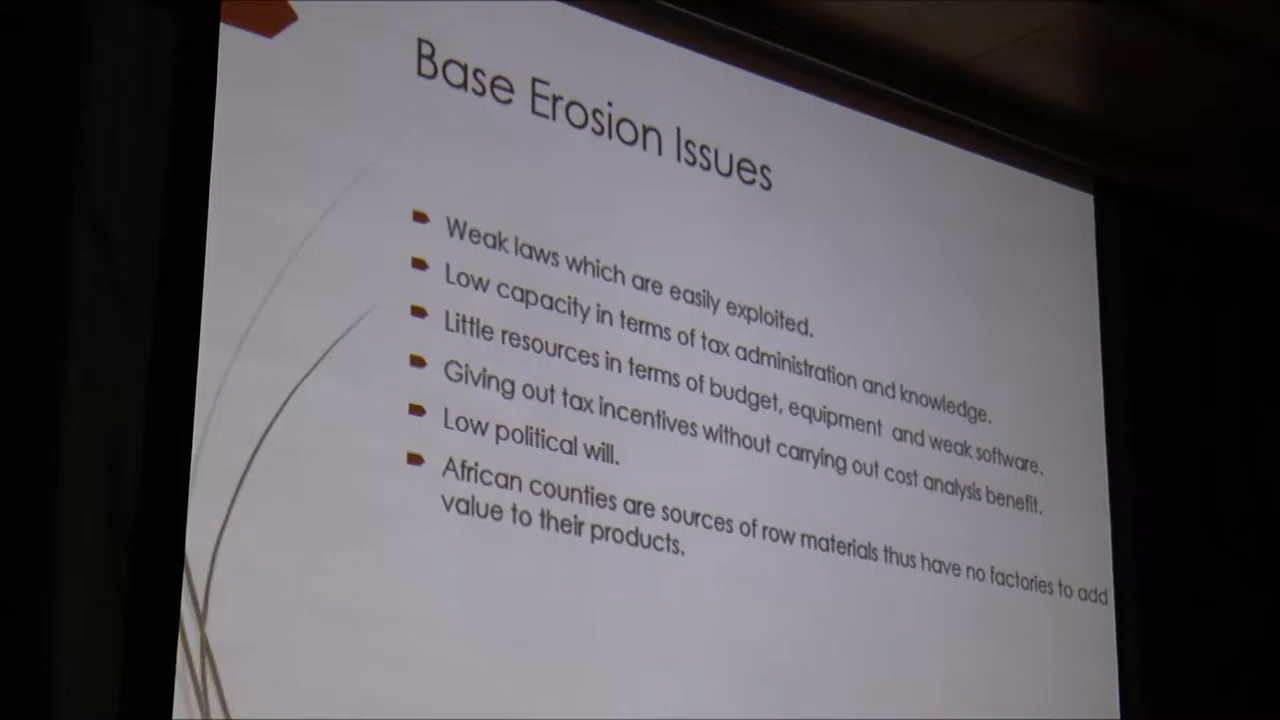 Base Erosion Issues
Weak laws which are easily exploited.
Low capacity in terms of tax administration and knowledge.
Little resources in terms of budget, equipment and weak software.
Giving out tax incentives without carrying out cost analysis benefit.
Low political will.
African counties are sources of row materials thus have no factories to add
value to their products.